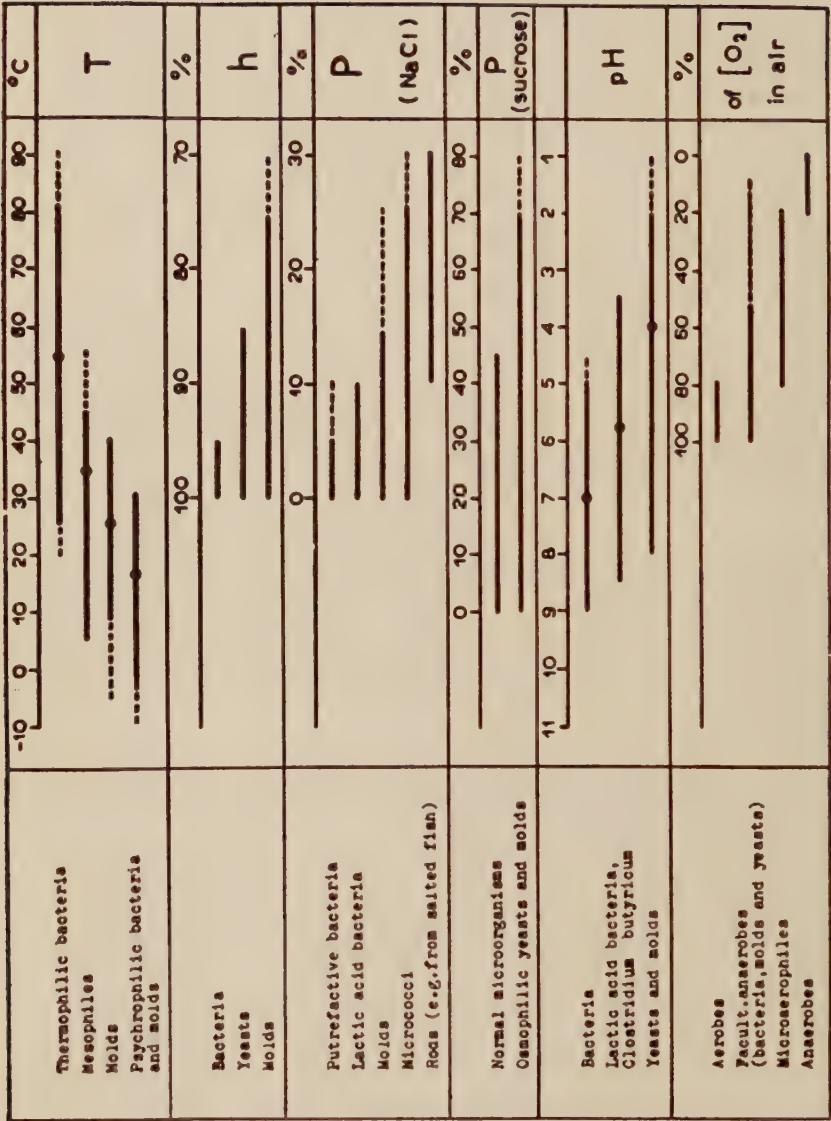 Thermophilic bacteria
Mesophiles
Molds
Psychrophilic bacteria
and molds
-10 0 10 20 30 40 50 60 70 80 90
°C
T
Bacteria
Yeasts
Molds
100 90 80 70
%
h
Putrefactive bacteria
Lactic acid bacteria
Molds
Micrococci
Rods (e.g.from salted fish)
0 10 20 30
%
P
(NaCl)
Normal microorganisms
Osmophilic yeasts and molds
0 10 20 30 40 50 60 70 80
%
P
(sucrose)
Bacteria
Lactic acid bacteria,
Clostridium butyricum
Yeasts and molds
11 10 9 8 7 6 5 4 3 2 1
pH
Aerobes
Facult.anaerobes
(bacteria,molds and yeasts)
Microaerophiles
Anaerobes
100 80 60 40 20 0
%
of [O₂]
in air